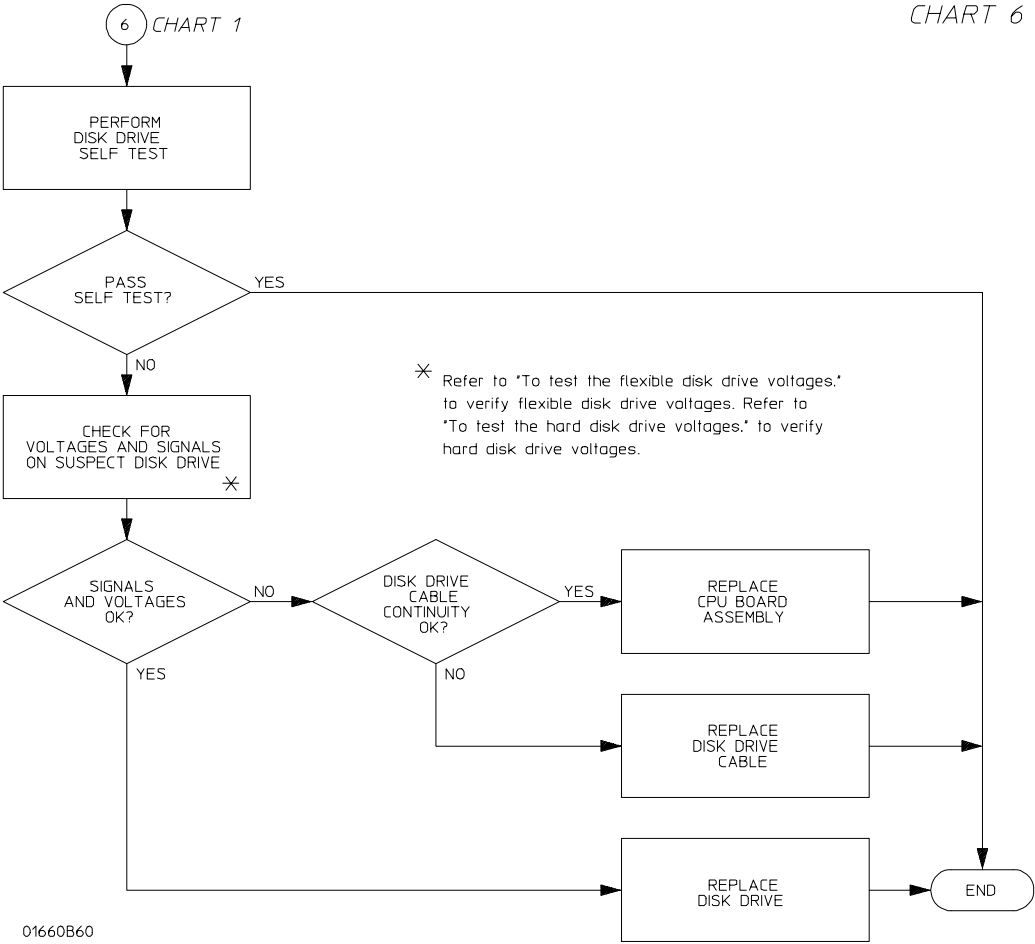 CHART 6
6 CHART 1
PERFORM
DISK DRIVE
SELF TEST
PASS
SELF TEST?
YES
NO
* Refer to "To test the flexible disk drive voltages."
to verify flexible disk drive voltages. Refer to
"To test the hard disk drive voltages." to verify
hard disk drive voltages.
CHECK FOR
VOLTAGES AND SIGNALS
ON SUSPECT DISK DRIVE
*
SIGNALS
AND VOLTAGES
OK?
NO
YES
DISK DRIVE
CABLE
CONTINUITY
OK?
YES
NO
REPLACE
CPU BOARD
ASSEMBLY
REPLACE
DISK DRIVE
CABLE
REPLACE
DISK DRIVE
END
01660B60